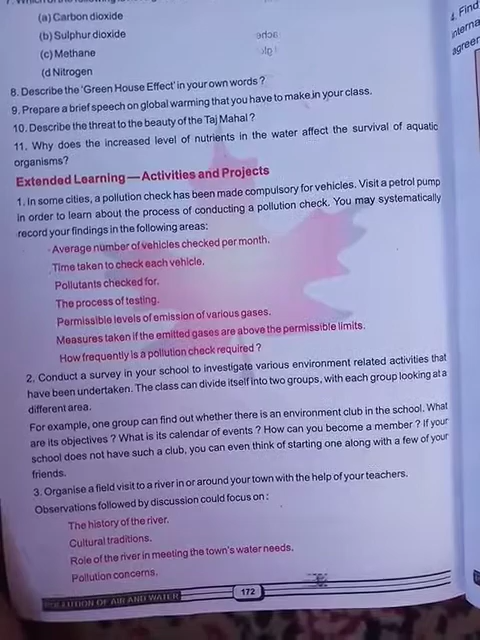 (a) Carbon dioxide
(b) Sulphur dioxide
(c) Methane
(d Nitrogen
8. Describe the 'Green House Effect' in your own words ?
9. Prepare a brief speech on global warming that you have to make in your class.
10. Describe the threat to the beauty of the Taj Mahal ?
11. Why does the increased level of nutrients in the water affect the survival of aquatic
organisms?
Extended Learning — Activities and Projects
1. In some cities, a pollution check has been made compulsory for vehicles. Visit a petrol pump
in order to learn about the process of conducting a pollution check. You may systematically
record your findings in the following areas:
Average number of vehicles checked per month.
Time taken to check each vehicle.
Pollutants checked for.
The process of testing.
Permissible levels of emission of various gases.
Measures taken if the emitted gases are above the permissible limits.
How frequently is a pollution check required ?
2. Conduct a survey in your school to investigate various environment related activities that
have been undertaken. The class can divide itself into two groups, with each group looking at a
different area.
For example, one group can find out whether there is an environment club in the school. What
are its objectives ? What is its calendar of events ? How can you become a member ? If your
school does not have such a club, you can even think of starting one along with a few of your
friends.
3. Organise a field visit to a river in or around your town with the help of your teachers.
Observations followed by discussion could focus on :
The history of the river.
Cultural traditions.
Role of the river in meeting the town's water needs.
Pollution concerns.
POLLUTION OF AIR AND WATER
172
4. Find
interna
agreer